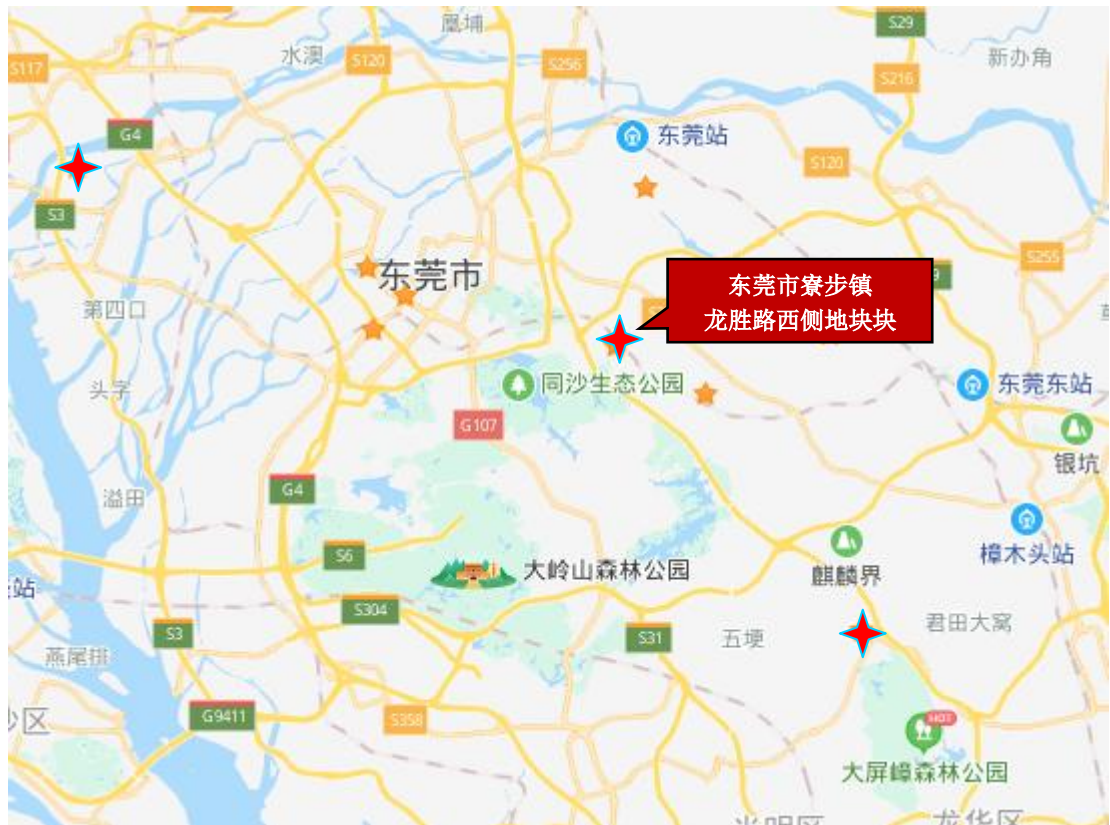 凰埔
S29
水澳
S120
S256
新办角
S117
S216
G4
东莞站
S120
S3
S255
东莞市
东莞市寮步镇
龙胜路西侧地块块
第四口
头字
同沙生态公园
东莞东站
G107
银坑
G4
溢田
樟木头站
麒麟界
S6
大岭山森林公园
站
S304
S3
S31
五埂
君田大窝
燕尾排
G9411
S358
区
HOT
大屏嶂森林公园
龙华区